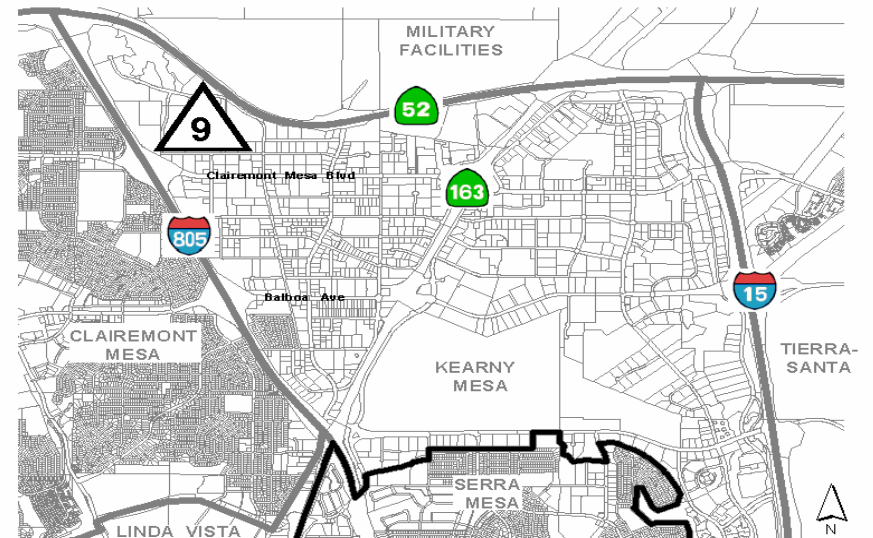 MILITARY
FACILITIES
52
9
Clairemont Mesa Blvd
163
805
15
Balboa Ave
CLAIREMONT
MESA
KEARNY
MESA
TIERRA-
SANTA
SERRA
MESA
LINDA VISTA
N